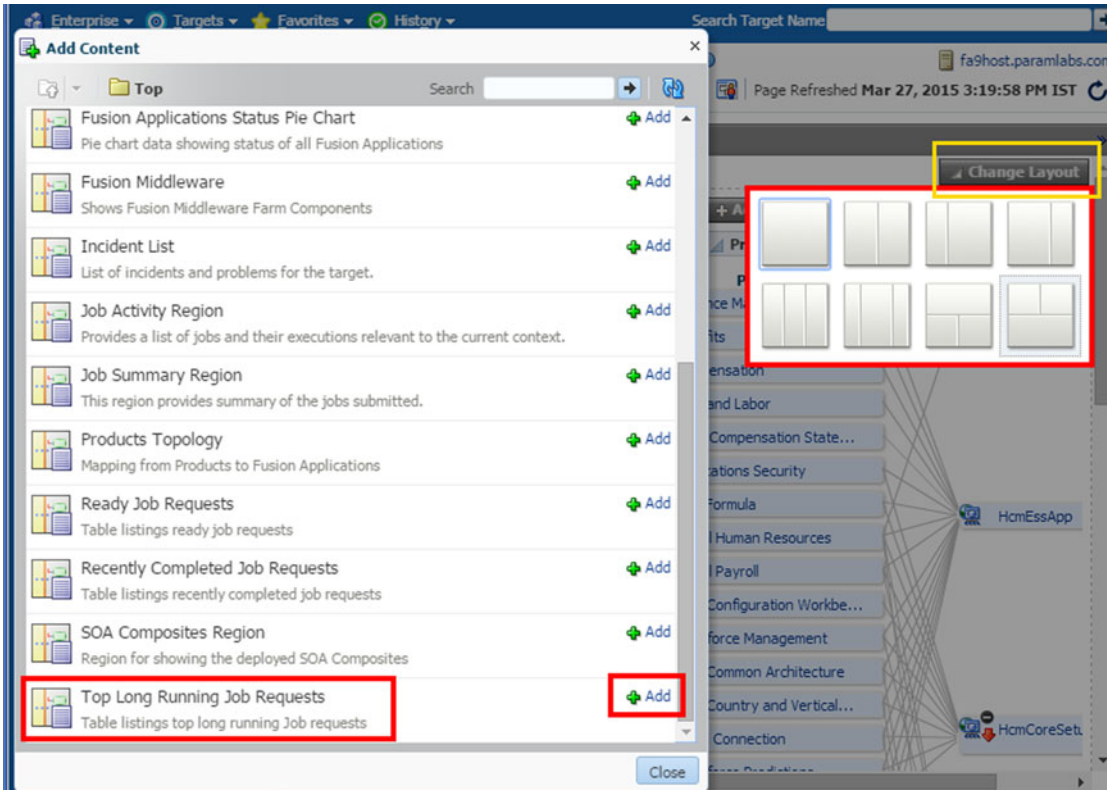 Enterprise Targets Favorites History Search Target Name
Add Content
fa9host.paramlabs.com
Top Search
Page Refreshed Mar 27, 2015 3:19:58 PM IST
Fusion Applications Status Pie Chart Add
Pie chart data showing status of all Fusion Applications
Fusion Middleware Add
Shows Fusion Middleware Farm Components
Incident List Add
List of incidents and problems for the target.
Job Activity Region Add
Provides a list of jobs and their executions relevant to the current context.
Job Summary Region Add
This region provides summary of the jobs submitted.
Products Topology Add
Mapping from Products to Fusion Applications
Ready Job Requests Add
Table listings ready job requests
Recently Completed Job Requests Add
Table listings recently completed job requests
SOA Composites Region Add
Region for showing the deployed SOA Composites
Top Long Running Job Requests Add
Table listings top long running Job requests
Close
Change Layout
and Labor
Compensation State...
Security
Formula
Human Resources
Payroll
Configuration Workbe...
Management
Common Architecture
Country and Vertical...
Connection
HcmEssApp
HcmCoreSetu